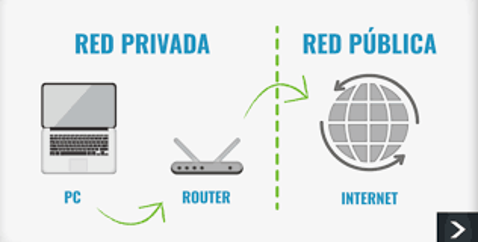 RED PRIVADA
RED PÚBLICA
PC
ROUTER
INTERNET